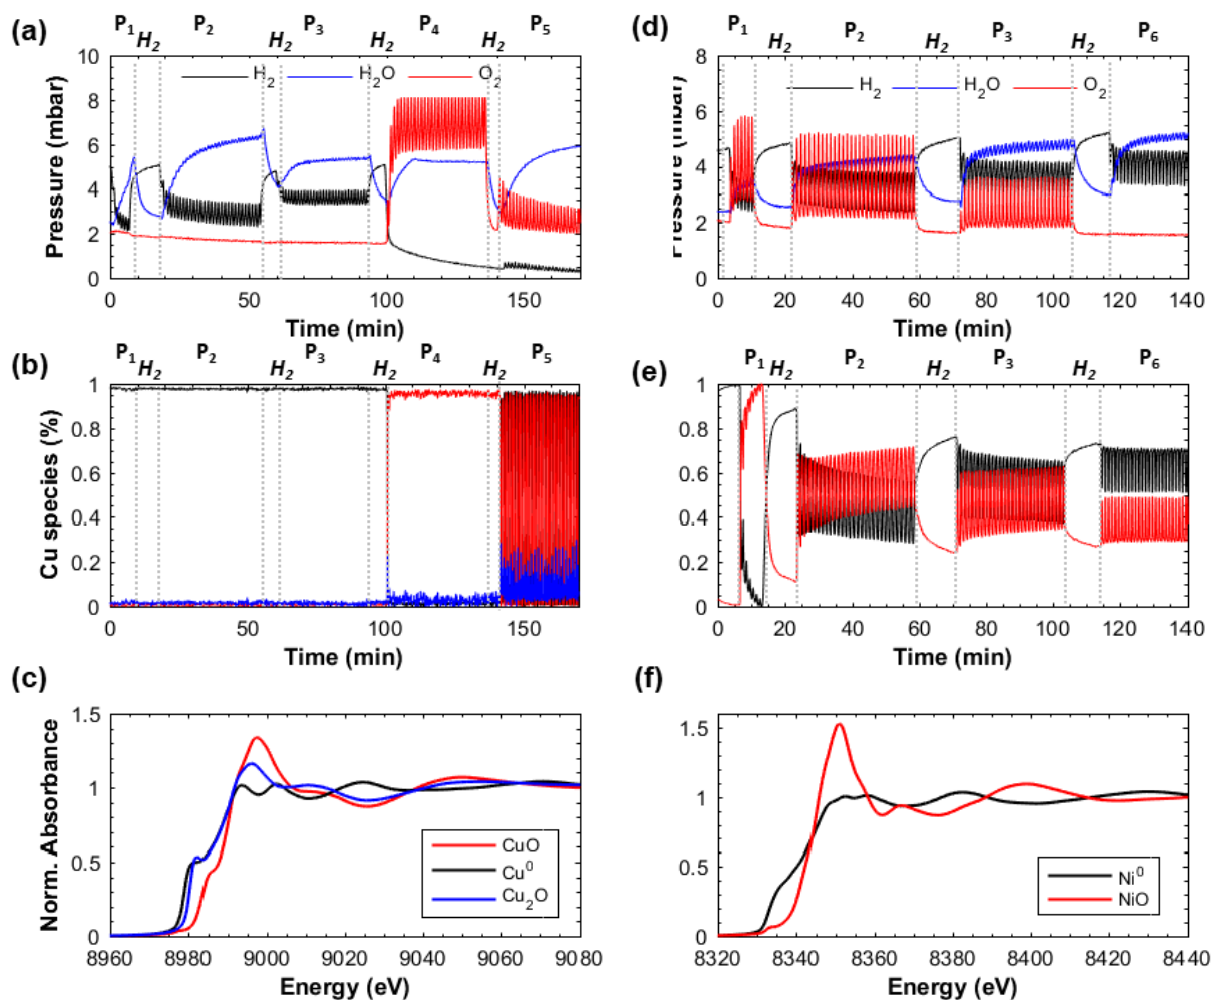 (a)
P1 H2 P2 H2 P3 H2 P4 H2 P5
H2 H2O O2
Pressure (mbar)
10
8
6
4
2
0
0 50 100 150
Time (min)
(d)
P1 H2 P2 H2 P3 H2 P6
H2 H2O O2
Pressure (mbar)
8
6
4
2
0
0 20 40 60 80 100 120 140
Time (min)
(b)
P1 H2 P2 H2 P3 H2 P4 H2 P5
Cu species (%)
1
0.8
0.6
0.4
0.2
0
0 50 100 150
Time (min)
(e)
P1 H2 P2 H2 P3 H2 P6
1
0.8
0.6
0.4
0.2
0
0 20 40 60 80 100 120 140
Time (min)
(c)
Norm. Absorbance
1.5
1
0.5
0
CuO
Cu0
Cu2O
8960 8980 9000 9020 9040 9060 9080
Energy (eV)
(f)
1.5
1
0.5
0
Ni0
NiO
8320 8340 8360 8380 8400 8420 8440
Energy (eV)